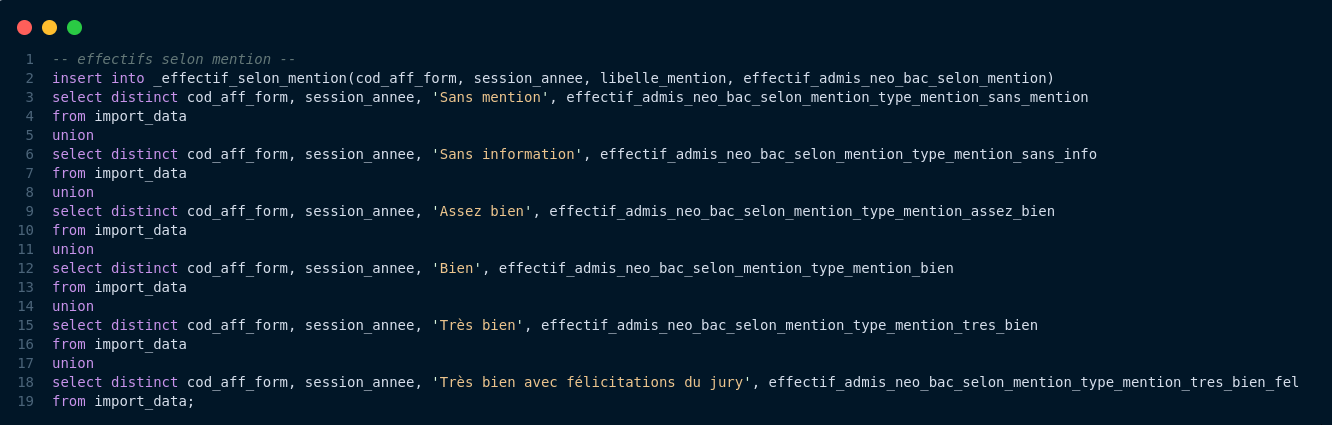 1 -- effectifs selon mention --
2 insert into _effectif_selon_mention(cod_aff_form, session_annee, libelle_mention, effectif_admis_neo_bac_selon_mention)
3 select distinct cod_aff_form, session_annee, 'Sans mention', effectif_admis_neo_bac_selon_mention_type_mention_sans_mention
4 from import_data
5 union
6 select distinct cod_aff_form, session_annee, 'Sans information', effectif_admis_neo_bac_selon_mention_type_mention_sans_info
7 from import_data
8 union
9 select distinct cod_aff_form, session_annee, 'Assez bien', effectif_admis_neo_bac_selon_mention_type_mention_assez_bien
10 from import_data
11 union
12 select distinct cod_aff_form, session_annee, 'Bien', effectif_admis_neo_bac_selon_mention_type_mention_bien
13 from import_data
14 union
15 select distinct cod_aff_form, session_annee, 'Très bien', effectif_admis_neo_bac_selon_mention_type_mention_tres_bien
16 from import_data
17 union
18 select distinct cod_aff_form, session_annee, 'Très bien avec félicitations du jury', effectif_admis_neo_bac_selon_mention_type_mention_tres_bien_fel
19 from import_data;